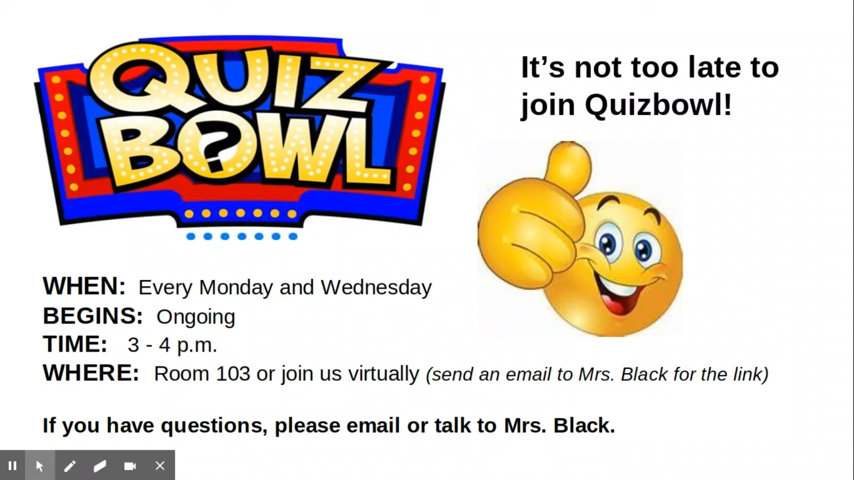 QUIZ
BOWL
?
It's not too late to
join Quizbowl!
WHEN: Every Monday and Wednesday
BEGINS: Ongoing
TIME: 3 - 4 p.m.
WHERE: Room 103 or join us virtually (send an email to Mrs. Black for the link)
If you have questions, please email or talk to Mrs. Black.